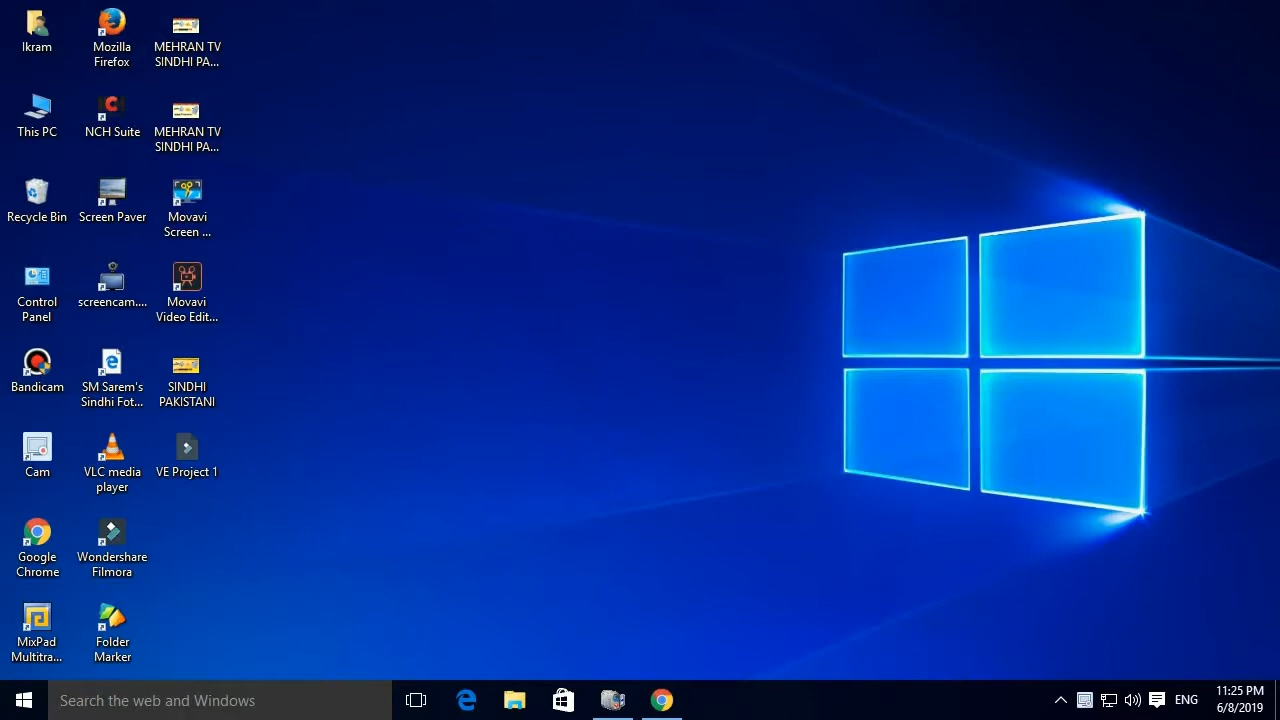 Ikram
Mozilla
Firefox
MEHRAN TV
SINDHI PA...
This PC
NCH Suite
MEHRAN TV
SINDHI PA...
Recycle Bin
Screen Paver
Movavi
Screen ...
Control
Panel
screencam....
Movavi
Video Edit...
Bandicam
SM Sarem's
Sindhi Fot...
SINDHI
PAKISTANI
Cam
VLC media
player
VE Project 1
Google
Chrome
Wondershare
Filmora
MixPad
Multitra...
Folder
Marker
Search the web and Windows
ENG
11:25 PM
6/8/2019